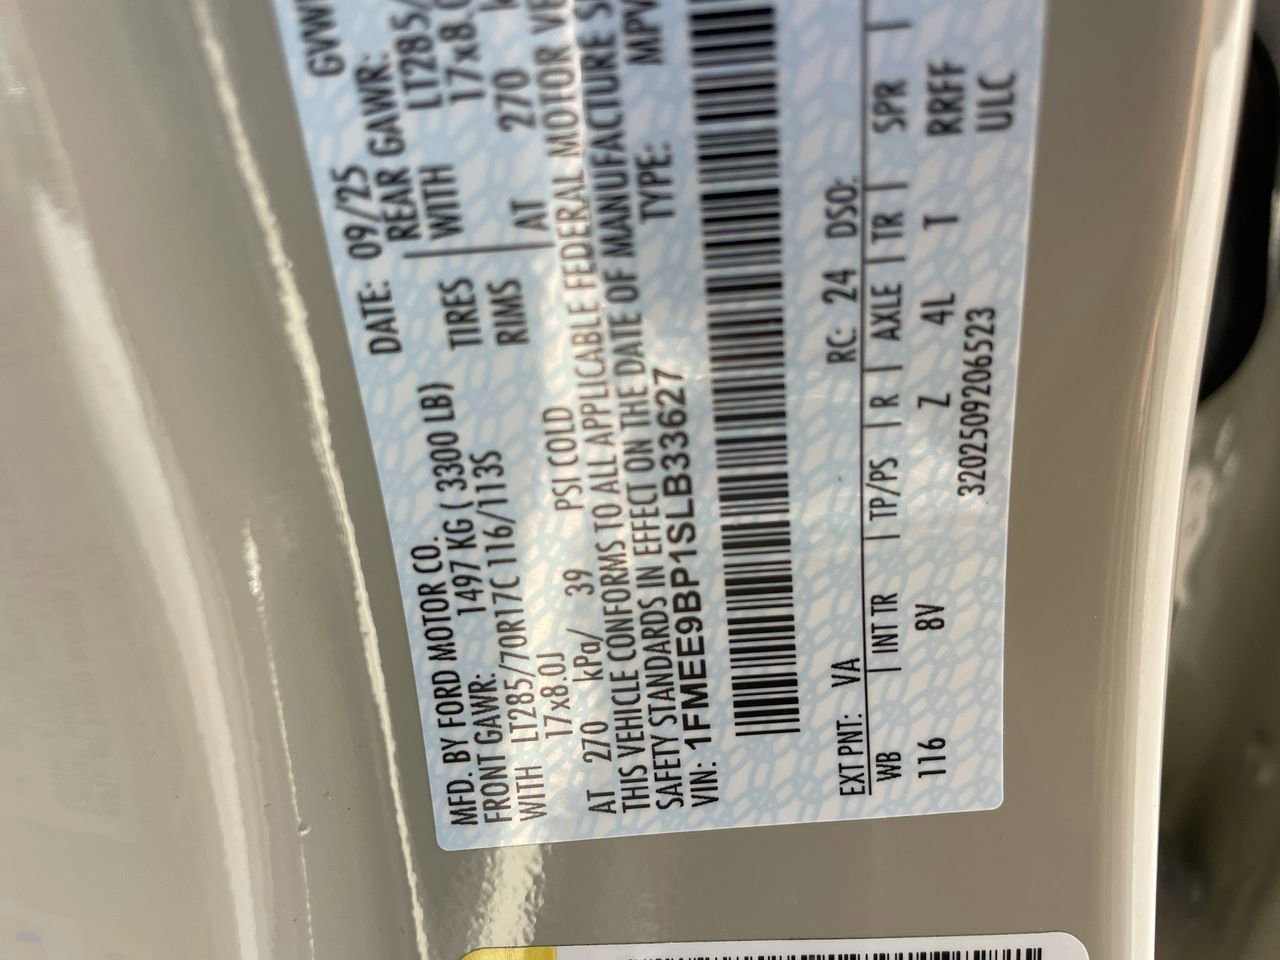 MFD. BY FORD MOTOR CO.
DATE: 09/25
GVW
FRONT GAWR: 1497 KG ( 3300 LB)
REAR GAWR:
WITH LT285/70R17C 116/113S
TIRES
WITH LT285/
17x8.0J
RIMS
17x8.0
AT 270 kPa/ 39 PSI COLD
AT 270
THIS VEHICLE CONFORMS TO ALL APPLICABLE FEDERAL MOTOR VE
SAFETY STANDARDS IN EFFECT ON THE DATE OF MANUFACTURE S
VIN: 1FMEE9BP1SLB33627
TYPE: MPV
EXT PNT: VA RC: 24 DSO:
WB | INT TR | TP/PS | R | AXLE | TR | SPR |
116 8V Z 4L T RRFF
ULC
3202509206523